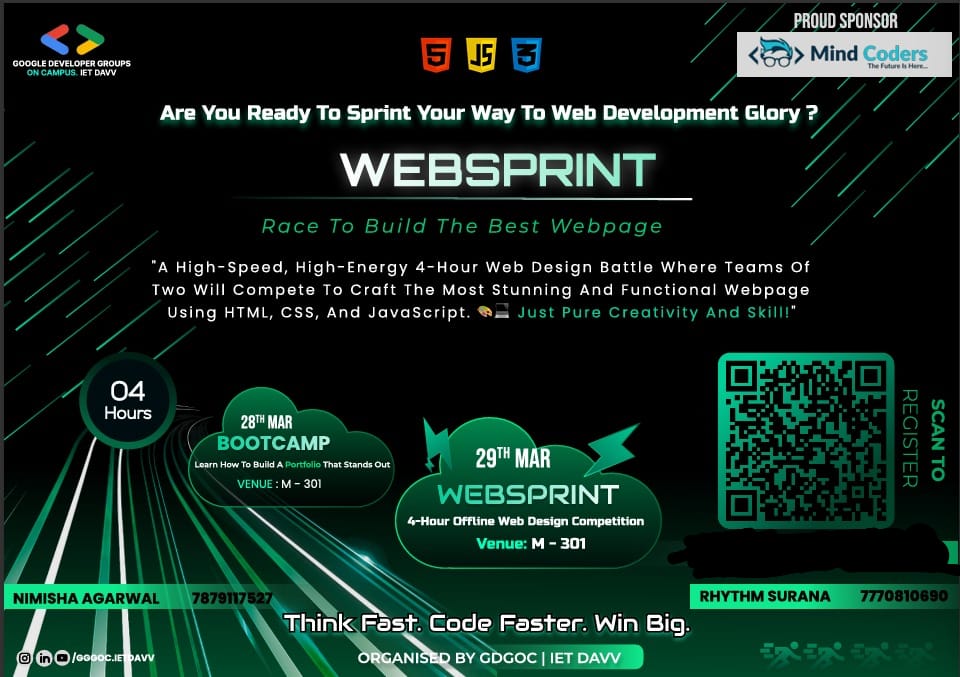 GOOGLE DEVELOPER GROUPS
ON CAMPUS. IET DAVV
5 JS 3
PROUD SPONSOR
Mind Coders
The Future Is Here...
Are You Ready To Sprint Your Way To Web Development Glory ?
WEBSPRINT
Race To Build The Best Webpage
"A High-Speed, High-Energy 4-Hour Web Design Battle Where Teams Of
Two Will Compete To Craft The Most Stunning And Functional Webpage
Using HTML, CSS, And JavaScript. 🎨💻 Just Pure Creativity And Skill!"
04
Hours
28TH MAR
BOOTCAMP
Learn How To Build A Portfolio That Stands Out
VENUE : M - 301
29TH MAR
WEBSPRINT
4-Hour Offline Web Design Competition
Venue: M - 301
SCAN TO
REGISTER
NIMISHA AGARWAL 7879117527
RHYTHM SURANA 7770810690
Think Fast. Code Faster. Win Big.
/GGGOC.IETDAVV
ORGANISED BY GDGOC | IET DAVV